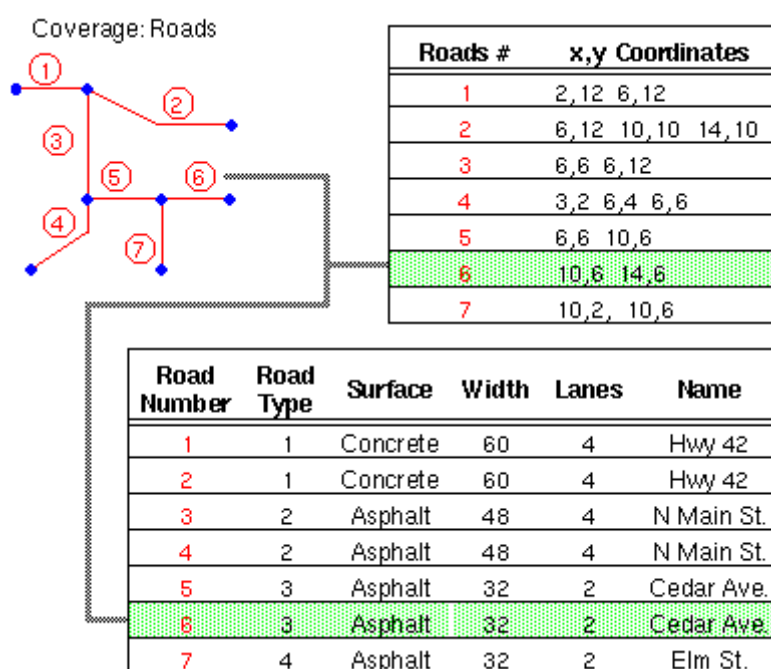 Coverage: Roads
1
2
3
5
6
4
7
Roads # x,y Coordinates
1 2,12 6,12
2 6,12 10,10 14,10
3 6,6 6,12
4 3,2 6,4 6,6
5 6,6 10,6
6 10,6 14,6
7 10,2, 10,6
Road Number Road Type Surface Width Lanes Name
1 1 Concrete 60 4 Hwy 42
2 1 Concrete 60 4 Hwy 42
3 2 Asphalt 48 4 N Main St.
4 2 Asphalt 48 4 N Main St.
5 3 Asphalt 32 2 Cedar Ave.
6 3 Asphalt 32 2 Cedar Ave.
7 4 Asphalt 32 2 Elm St.